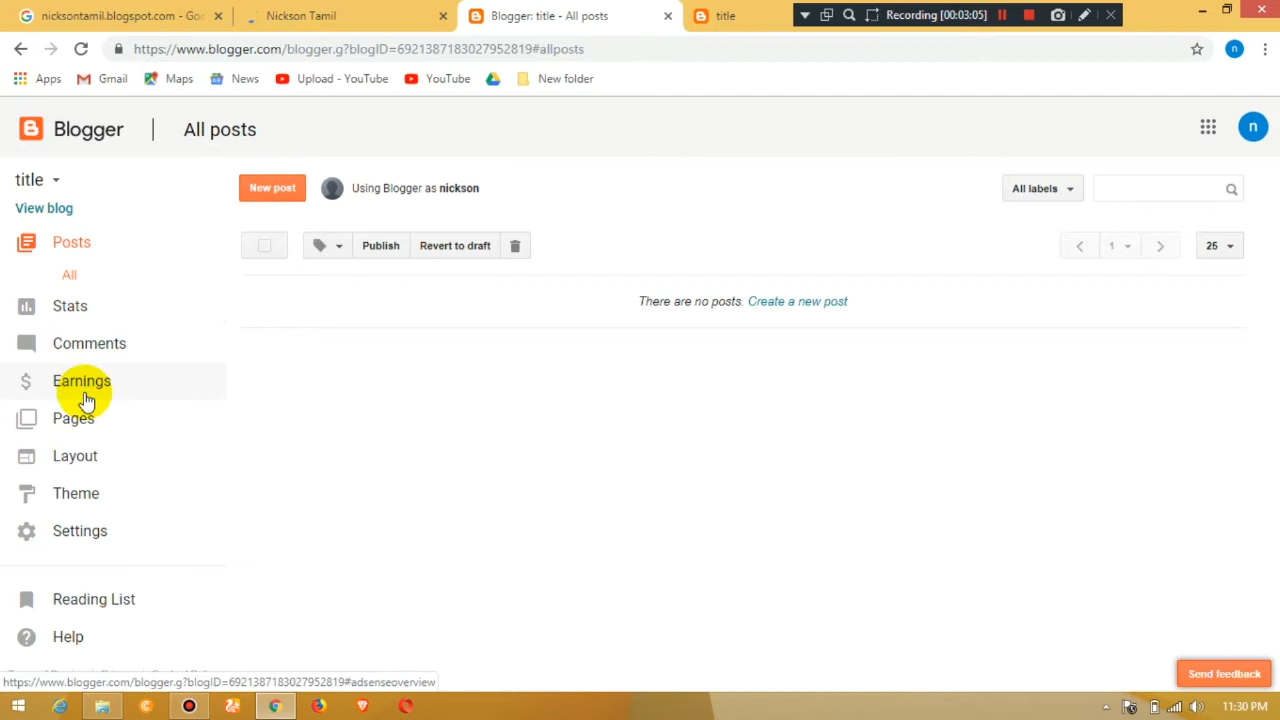 nicksontamil.blogspot.com - Goo
Nickson Tamil
Blogger: title - All posts
title
Recording [00:03:05]
https://www.blogger.com/blogger.g?blogID=6921387183027952819#allposts
n
Apps
Gmail
Maps
News
Upload - YouTube
YouTube
New folder
Blogger
All posts
n
title
View blog
New post
Using Blogger as nickson
All labels
Posts
Publish
Revert to draft
1
25
All
There are no posts. Create a new post
Stats
Comments
Earnings
Pages
Layout
Theme
Settings
Reading List
Help
Send feedback
https://www.blogger.com/blogger.g?blogID=6921387183027952819#adsenseoverview
11:30 PM